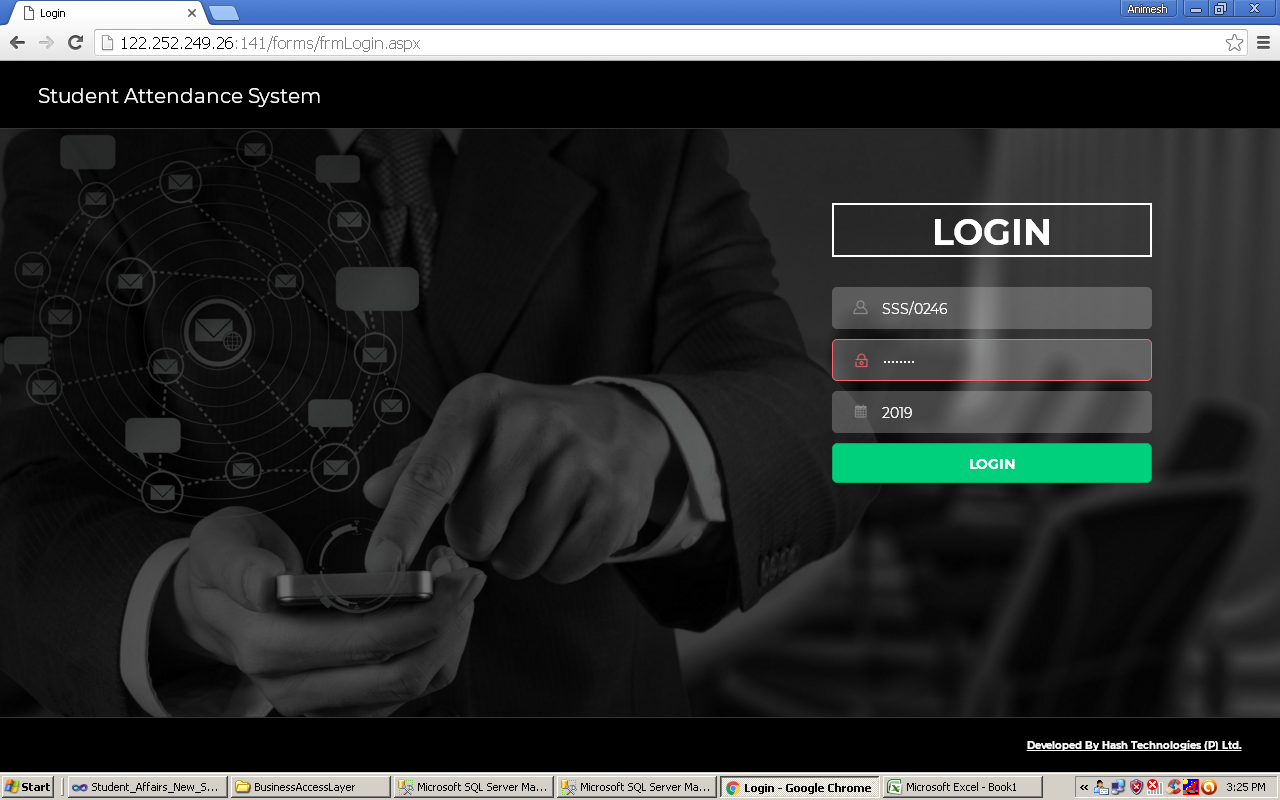 Login
Animesh
122.252.249.26:141/forms/frmLogin.aspx
Student Attendance System
LOGIN
SSS/0246
········
2019
LOGIN
Developed By Hash Technologies (P) Ltd.
Start
Student_Affairs_New_S...
BusinessAccessLayer
Microsoft SQL Server Ma...
Microsoft SQL Server Ma...
Login - Google Chrome
Microsoft Excel - Book1
3:25 PM